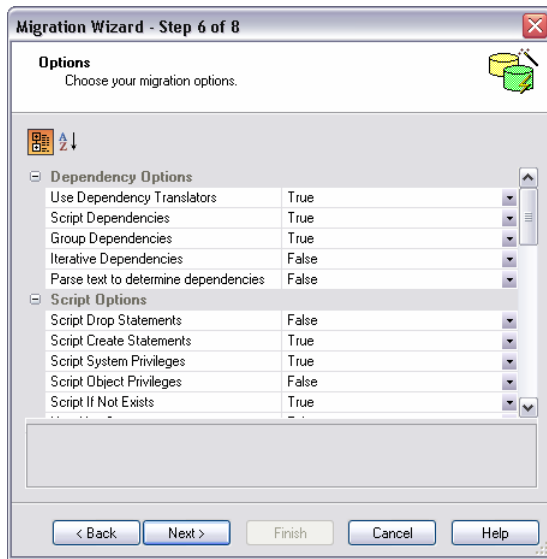 Migration Wizard - Step 6 of 8
Options
Choose your migration options.
A
Z
Dependency Options
Use Dependency Translators True
Script Dependencies True
Group Dependencies True
Iterative Dependencies False
Parse text to determine dependencies False
Script Options
Script Drop Statements False
Script Create Statements True
Script System Privileges True
Script Object Privileges False
Script If Not Exists True
< Back Next > Finish Cancel Help